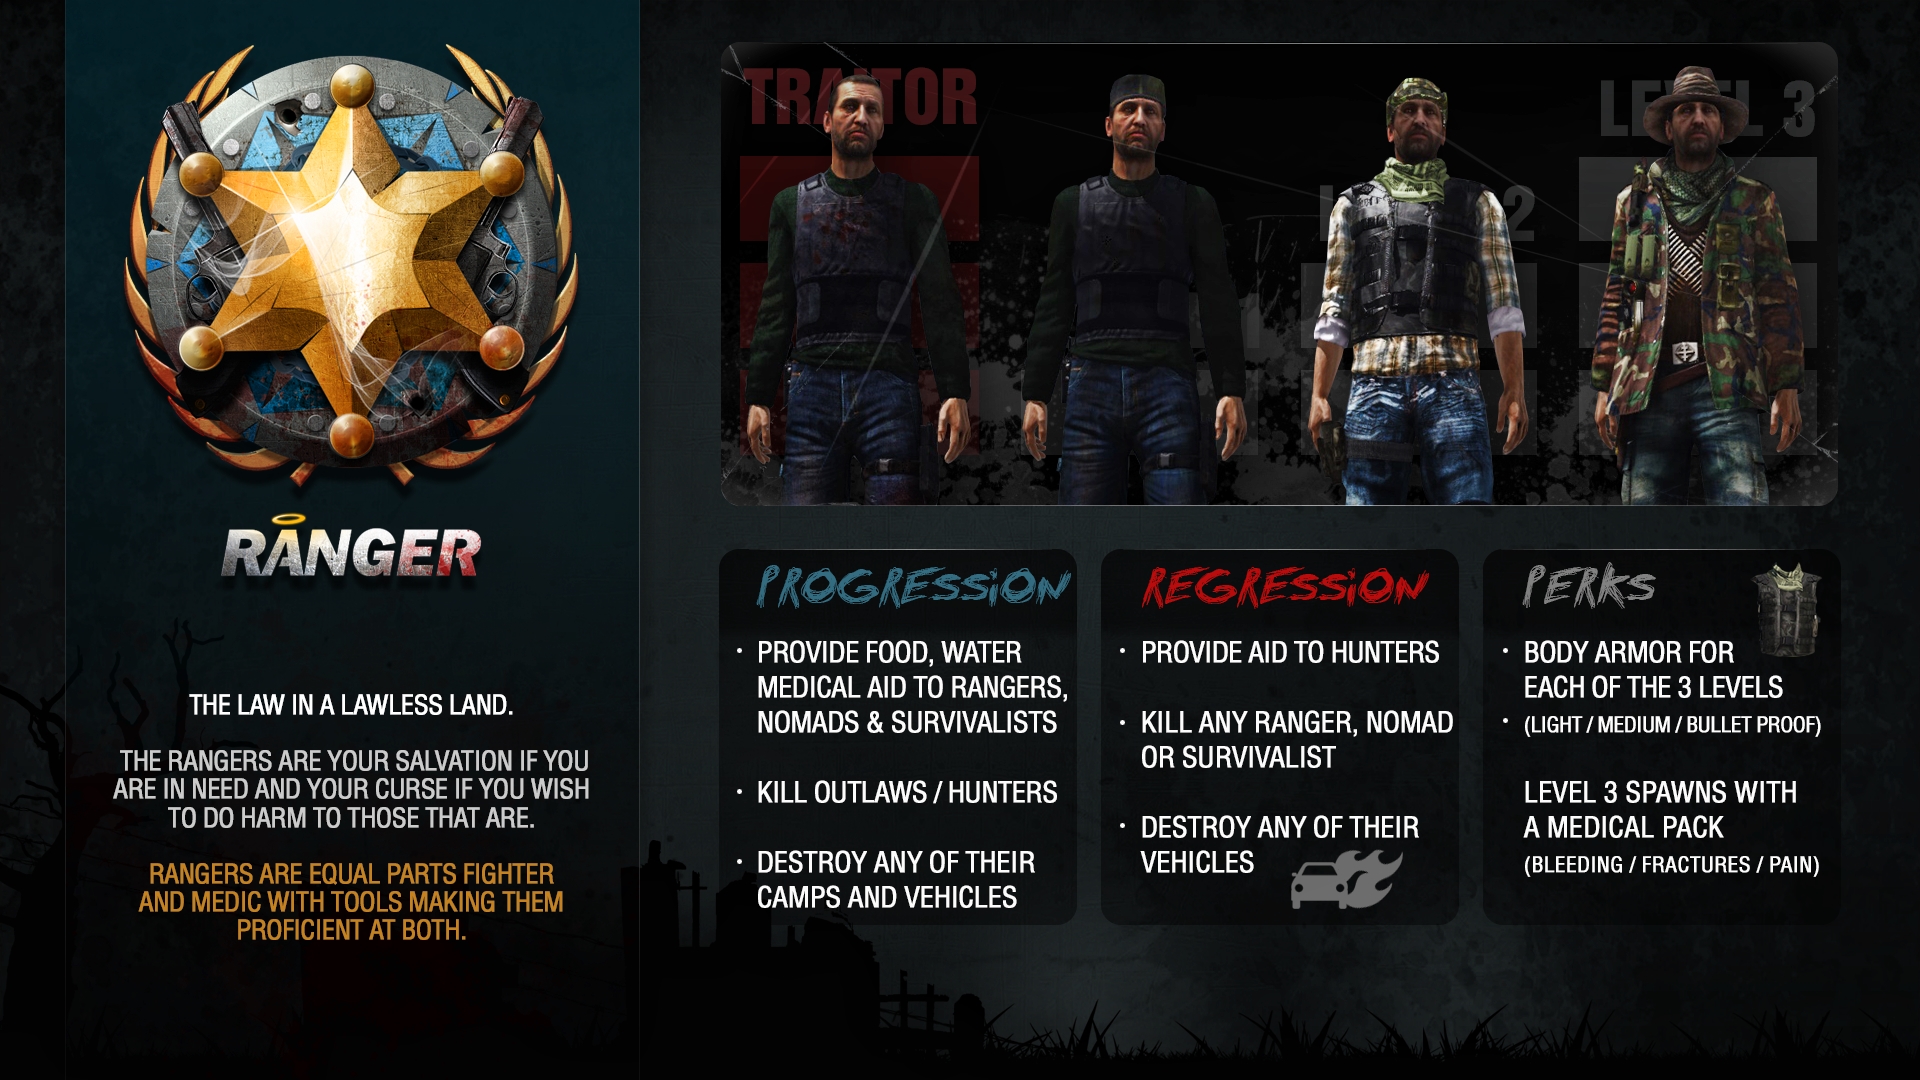 TRAITOR
LEVEL 3
2
RANGER
THE LAW IN A LAWLESS LAND.
THE RANGERS ARE YOUR SALVATION IF YOU
ARE IN NEED AND YOUR CURSE IF YOU WISH
TO DO HARM TO THOSE THAT ARE.
RANGERS ARE EQUAL PARTS FIGHTER
AND MEDIC WITH TOOLS MAKING THEM
PROFICIENT AT BOTH.
PROGRESSION
• PROVIDE FOOD, WATER
MEDICAL AID TO RANGERS,
NOMADS & SURVIVALISTS
• KILL OUTLAWS / HUNTERS
• DESTROY ANY OF THEIR
CAMPS AND VEHICLES
REGRESSION
• PROVIDE AID TO HUNTERS
• KILL ANY RANGER, NOMAD
OR SURVIVALIST
• DESTROY ANY OF THEIR
VEHICLES
PERKS
• BODY ARMOR FOR
EACH OF THE 3 LEVELS
• (LIGHT / MEDIUM / BULLET PROOF)
LEVEL 3 SPAWNS WITH
A MEDICAL PACK
(BLEEDING / FRACTURES / PAIN)